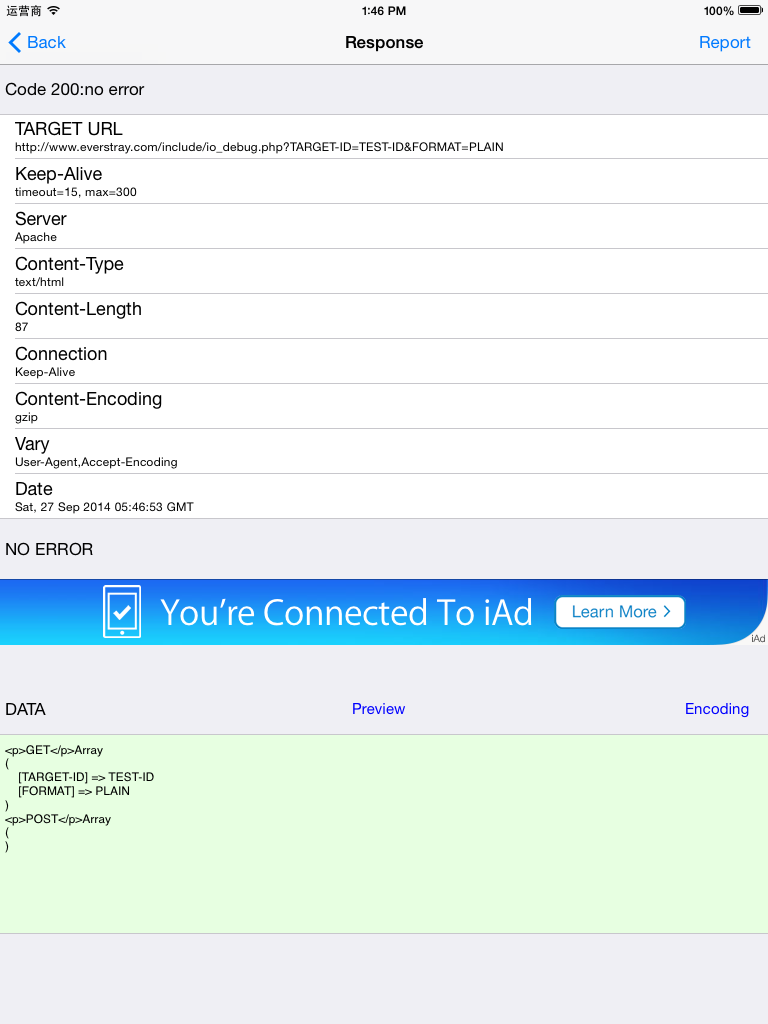 运营商 1:46 PM 100%
Back Response Report
Code 200:no error
TARGET URL
http://www.everstray.com/include/io_debug.php?TARGET-ID=TEST-ID&FORMAT=PLAIN
Keep-Alive
timeout=15, max=300
Server
Apache
Content-Type
text/html
Content-Length
87
Connection
Keep-Alive
Content-Encoding
gzip
Vary
User-Agent,Accept-Encoding
Date
Sat, 27 Sep 2014 05:46:53 GMT
NO ERROR
You're Connected To iAd Learn More
iAd
DATA Preview Encoding
<p>GET</p>Array
(
[TARGET-ID] => TEST-ID
[FORMAT] => PLAIN
)
<p>POST</p>Array
(
)